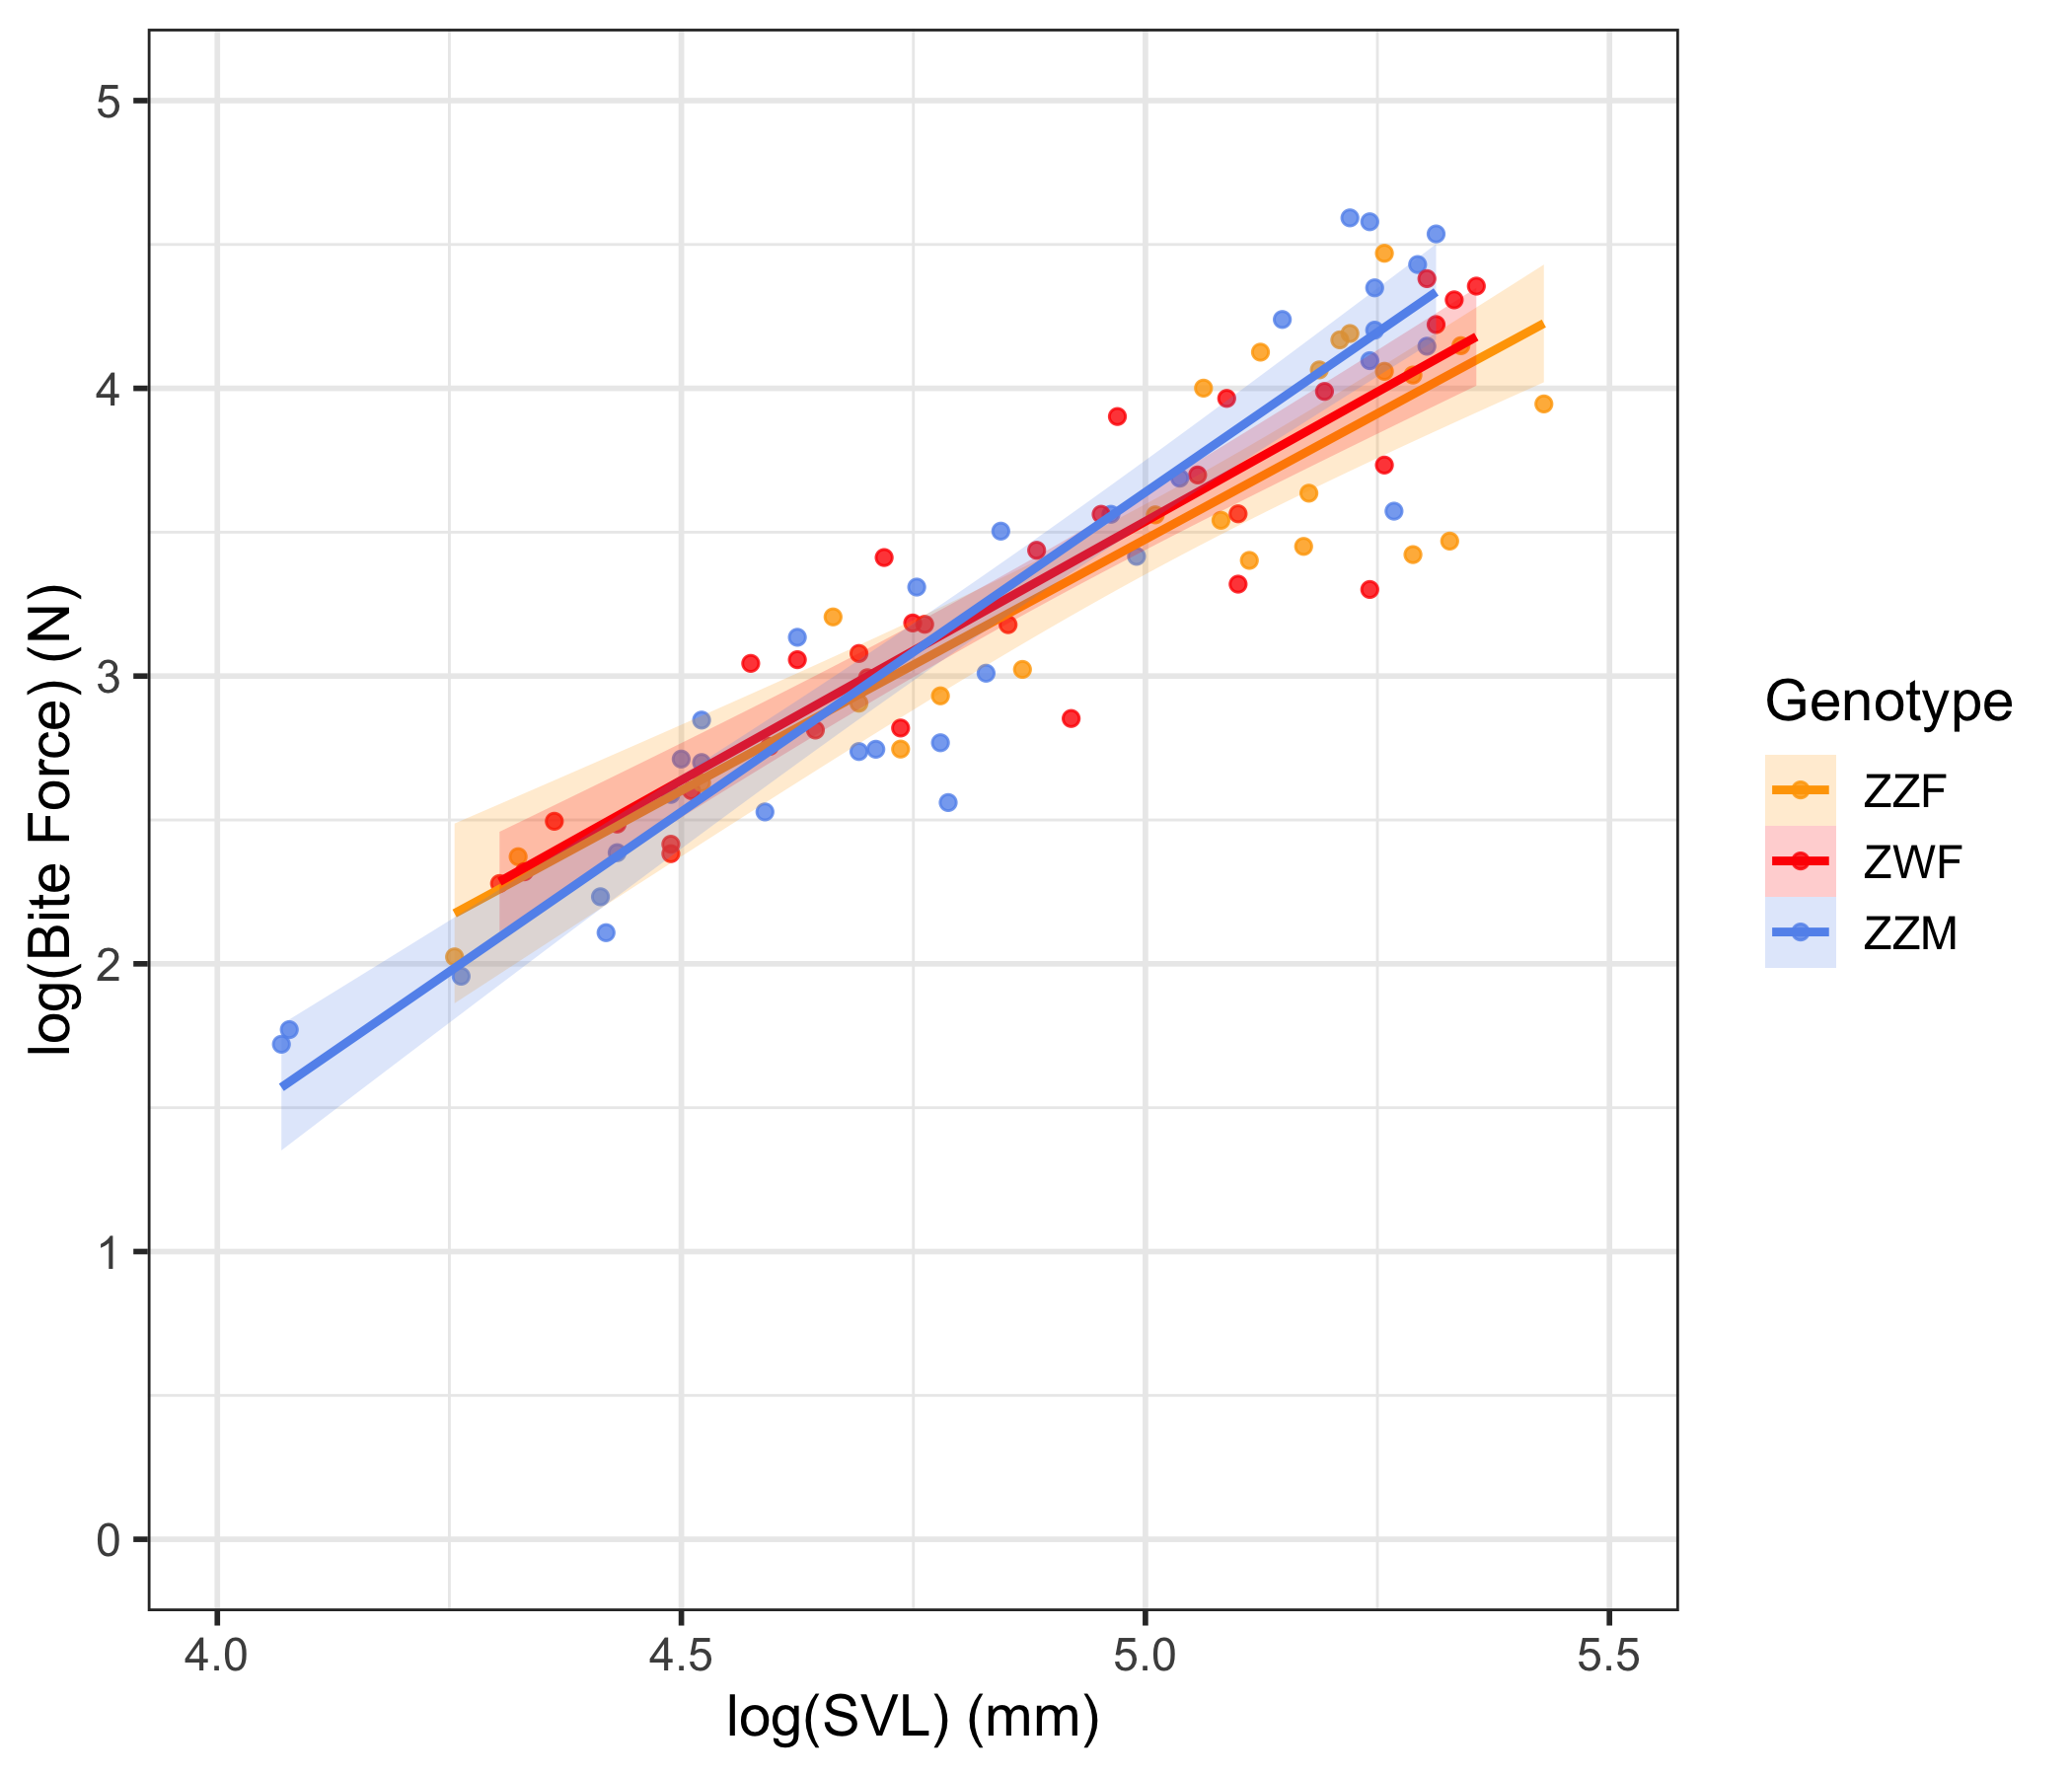 log(Bite Force) (N)
5
4
3
2
1
0
4.0 4.5 5.0 5.5
log(SVL) (mm)
Genotype
ZZF
ZWF
ZZM